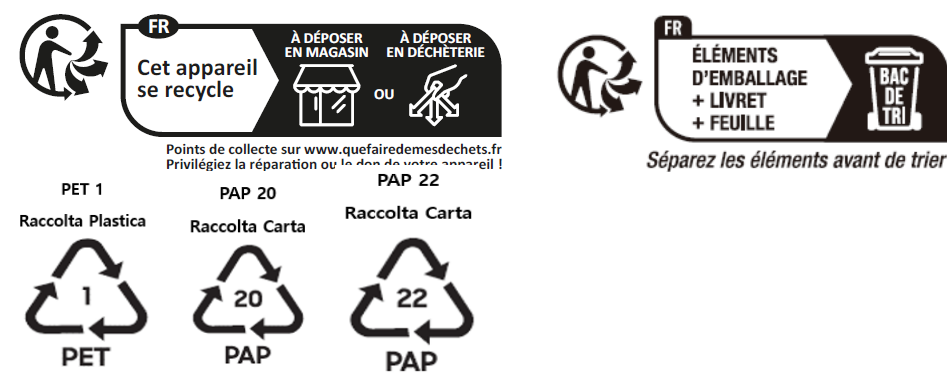 FR
Cet appareil
se recycle
À DÉPOSER
EN MAGASIN
OU
À DÉPOSER
EN DÉCHÈTERIE
Points de collecte sur www.quefairedemesdechets.fr
Privilégiez la réparation ou le don de votre appareil !
FR
ÉLÉMENTS
D'EMBALLAGE
+ LIVRET
+ FEUILLE
BAC
DE
TRI
Séparez les éléments avant de trier
PET 1
Raccolta Plastica
1
PET
PAP 20
Raccolta Carta
20
PAP
PAP 22
Raccolta Carta
22
PAP